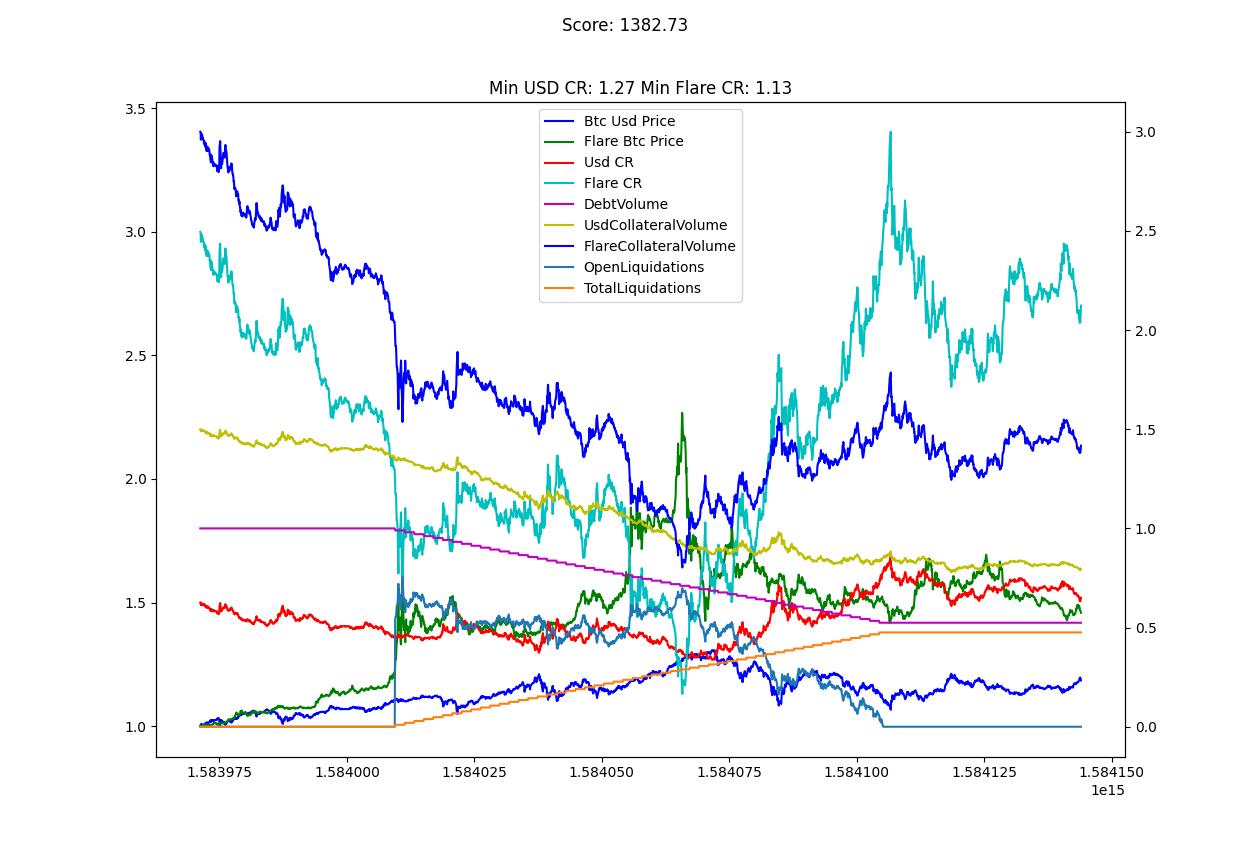 Score: 1382.73
Min USD CR: 1.27 Min Flare CR: 1.13
3.5
3.0
2.5
2.0
1.5
1.0
Btc Usd Price
Flare Btc Price
Usd CR
Flare CR
DebtVolume
UsdCollateralVolume
FlareCollateralVolume
OpenLiquidations
TotalLiquidations
3.0
2.5
2.0
1.5
1.0
0.5
0.0
1.583975 1.584000 1.584025 1.584050 1.584075 1.584100 1.584125 1.584150
1e15